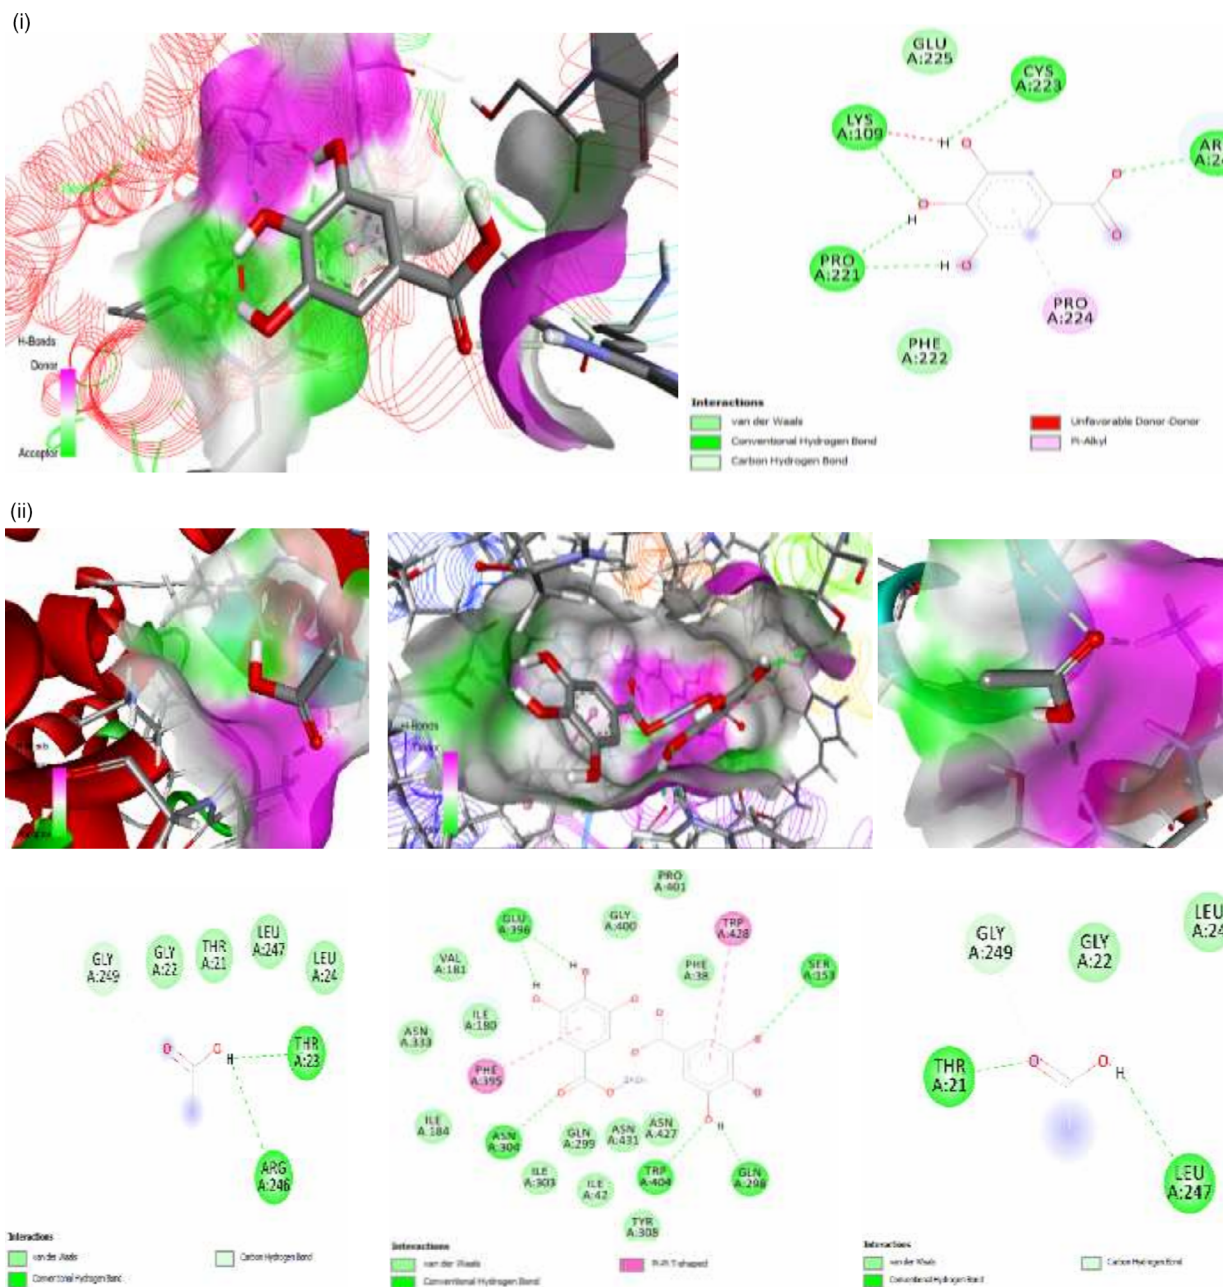 (i)
H-Bonds
Donor
Acceptor
GLU
A:225
CYS
A:223
LYS
A:109
PRO
A:221
PRO
A:224
PHE
A:222
H
O
H
O
H
O
O
O
Interactions
van der Waals
Conventional Hydrogen Bond
Carbon Hydrogen Bond
Unfavorable Donor-Donor
Pi-Alkyl
(ii)
H-Bonds
GLY
A:249
GLY
A:22
THR
A:21
LEU
A:247
LEU
A:24
THR
A:23
ARG
A:246
O
O
H
Interactions
van der Waals
Conventional Hydrogen Bond
Carbon Hydrogen Bond
PRO
A:401
GLU
A:396
GLY
A:400
TRP
A:428
VAL
A:181
PHE
A:38
SER
A:153
ILE
A:180
ASN
A:333
PHE
A:395
ILE
A:184
ASN
A:304
GLN
A:299
ASN
A:431
ASN
A:427
ILE
A:303
ILE
A:42
TRP
A:404
GLN
A:298
TYR
A:308
H
H
H
Interactions
van der Waals
Conventional Hydrogen Bond
Pi-Pi T-shaped
GLY
A:249
GLY
A:22
LEU
THR
A:21
LEU
A:247
O
O
H
Interactions
van der Waals
Conventional Hydrogen Bond
Carbon Hydrogen Bond